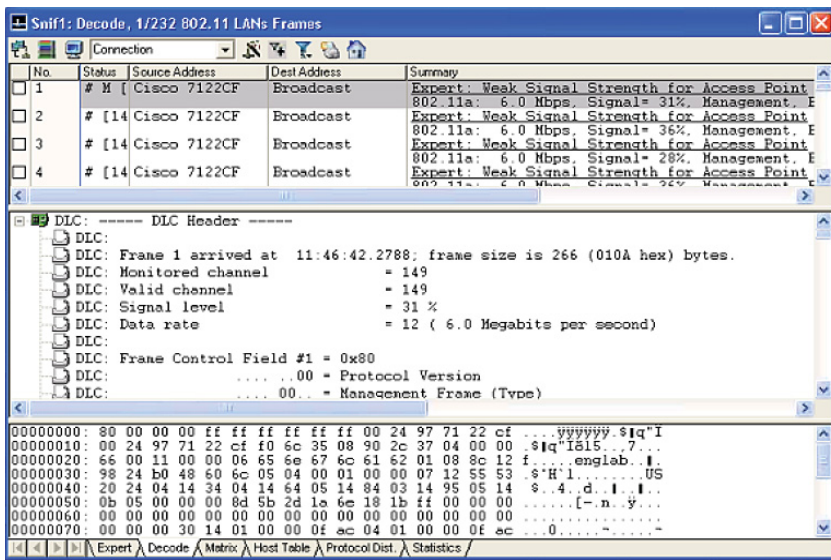 Snif1: Decode, 1/232 802.11 LANs Frames
Connection
No. Status Source Address Dest Address Summary
1 # M [ Cisco 7122CF Broadcast Expert: Weak Signal Strength for Access Point
802.11a: 6.0 Mbps, Signal= 31%, Management, B
2 # [14 Cisco 7122CF Broadcast Expert: Weak Signal Strength for Access Point
802.11a: 6.0 Mbps, Signal= 36%, Management, B
3 # [14 Cisco 7122CF Broadcast Expert: Weak Signal Strength for Access Point
802.11a: 6.0 Mbps, Signal= 28%, Management, B
4 # [14 Cisco 7122CF Broadcast Expert: Weak Signal Strength for Access Point
802.11a: 6.0 Mbps, Signal= 36%, Management,
DLC: ----- DLC Header -----
DLC:
DLC: Frame 1 arrived at 11:46:42.2788; frame size is 266 (010A hex) bytes.
DLC: Monitored channel = 149
DLC: Valid channel = 149
DLC: Signal level = 31 %
DLC: Data rate = 12 ( 6.0 Megabits per second)
DLC:
DLC: Frame Control Field #1 = 0x80
DLC: .... ..00 = Protocol Version
DLC: .... 00.. = Management Frame (Type)
00000000: 80 00 00 00 ff ff ff ff ff ff 00 24 97 71 22 cf ....ÿÿÿÿÿÿ.$‖q"Ï
00000010: 00 24 97 71 22 cf f0 6c 35 08 90 2c 37 04 00 00 .$‖q"Ïðl5..,7...
00000020: 66 00 11 00 00 06 65 6e 67 6c 61 62 01 08 8c 12 f.....englab..‖.
00000030: 98 24 b0 48 60 6c 05 04 00 01 00 00 07 12 55 53 .$°H`l........US
00000040: 20 24 04 14 34 04 14 64 05 14 84 03 14 95 05 14 $..4..d..‖..‖..
00000050: 0b 05 00 00 00 8d 5b 2d 1a 6e 18 1b ff 00 00 00 ......[-.n..ÿ...
00000060: 00 00 00 00 00 00 00 00 00 00 00 00 00 00 00 00 ................
00000070: 00 00 00 30 14 01 00 00 0f ac 04 01 00 00 0f ac ...0.....¬.....¬
Expert Decode Matrix Host Table Protocol Dist. Statistics